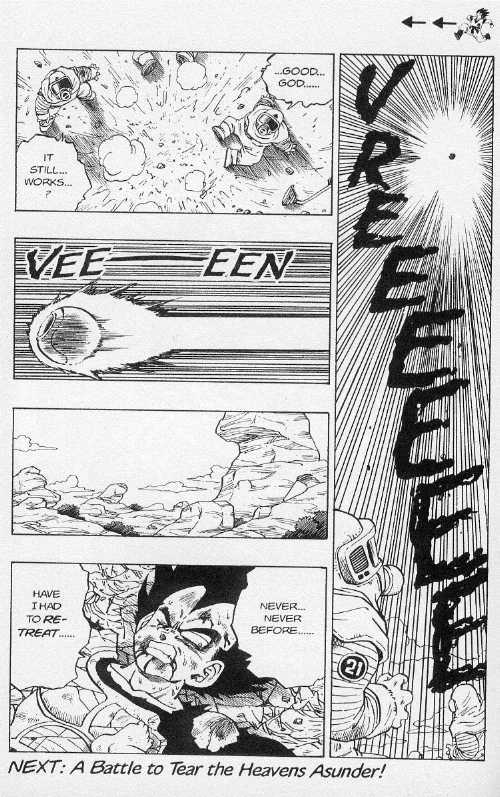 VREEEEEEE
21
...GOOD...
GOD......
IT
STILL...
WORKS...
?
VEE——EEN
NEVER...
NEVER
BEFORE......
HAVE
I HAD
TO RE-
TREAT......
NEXT: A Battle to Tear the Heavens Asunder!